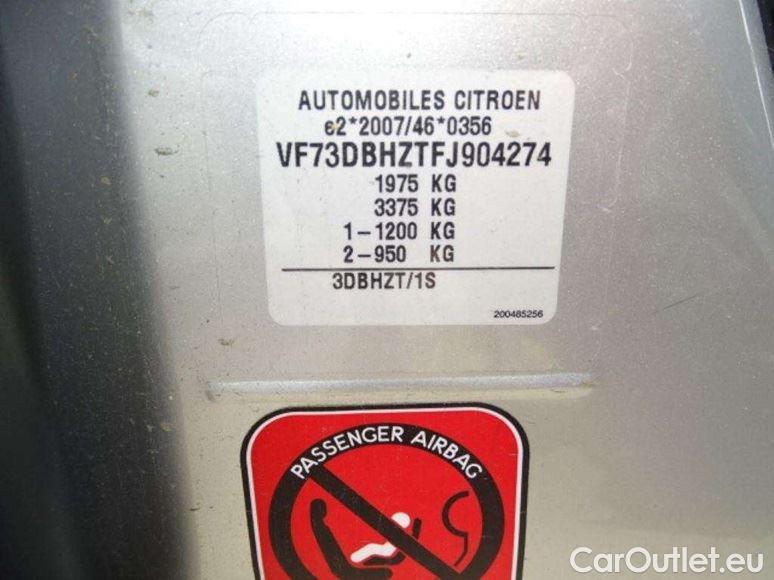 AUTOMOBILES CITROEN
e2*2007/46*0356
VF73DBHZTFJ904274
1975 KG
3375 KG
1-1200 KG
2-950 KG
3DBHZT/1S
200485256
PASSENGER AIRBAG
CarOutlet.eu